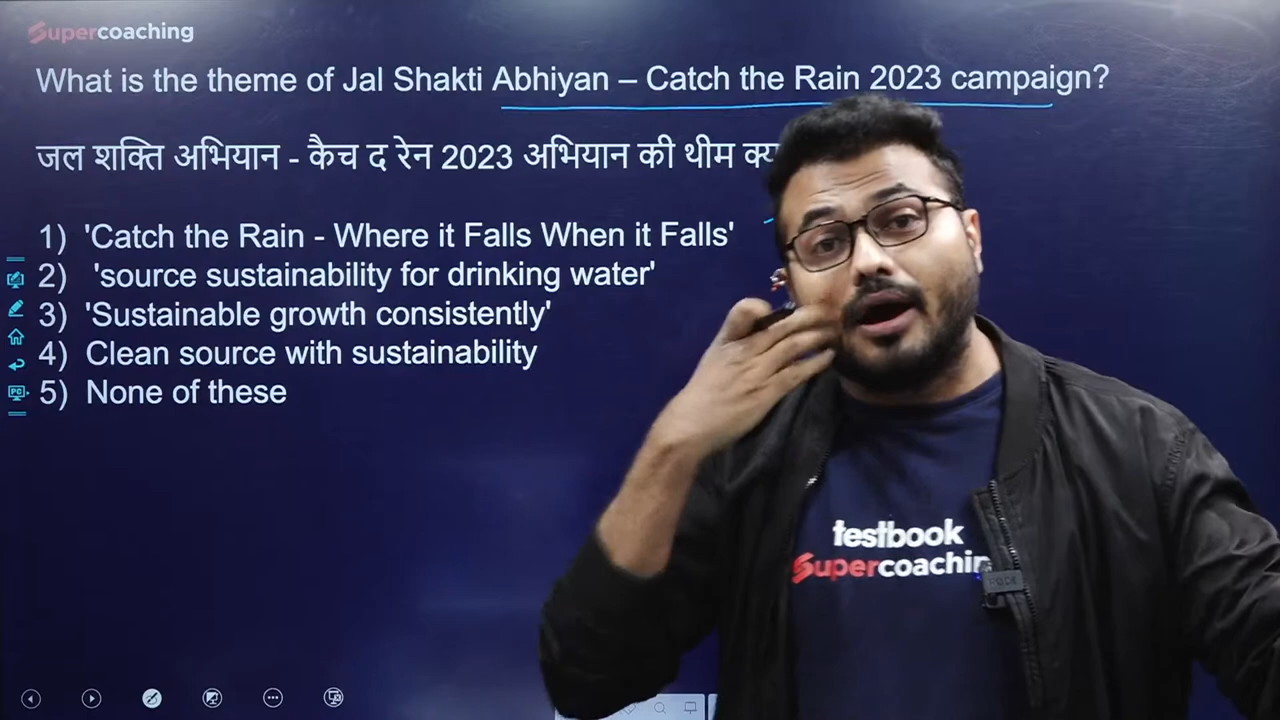 Supercoaching
What is the theme of Jal Shakti Abhiyan – Catch the Rain 2023 campaign?
जल शक्ति अभियान - कैच द रेन 2023 अभियान की थीम
1) 'Catch the Rain - Where it Falls When it Falls'
2) 'source sustainability for drinking water'
3) 'Sustainable growth consistently'
4) Clean source with sustainability
5) None of these
testbook
Supercoachin